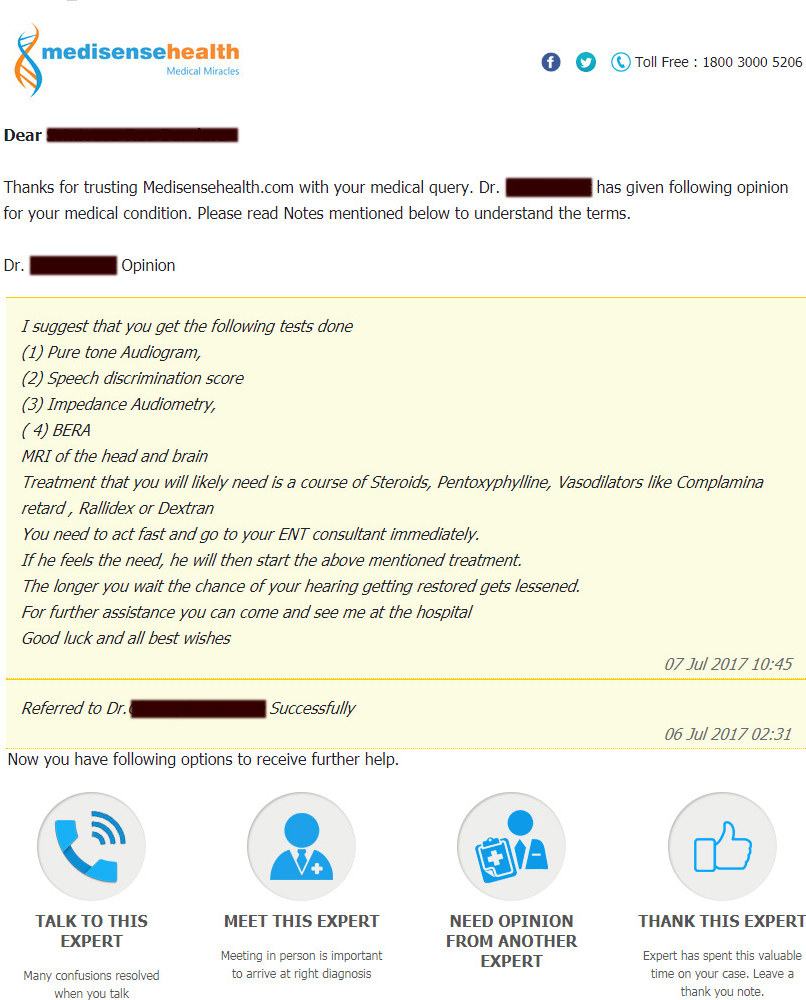 medisensehealth
Medical Miracles
Toll Free : 1800 3000 5206
Dear
Thanks for trusting Medisensehealth.com with your medical query. Dr. has given following opinion
for your medical condition. Please read Notes mentioned below to understand the terms.
Dr. Opinion
I suggest that you get the following tests done
(1) Pure tone Audiogram,
(2) Speech discrimination score
(3) Impedance Audiometry,
( 4) BERA
MRI of the head and brain
Treatment that you will likely need is a course of Steroids, Pentoxyphylline, Vasodilators like Complamina
retard , Rallidex or Dextran
You need to act fast and go to your ENT consultant immediately.
If he feels the need, he will then start the above mentioned treatment.
The longer you wait the chance of your hearing getting restored gets lessened.
For further assistance you can come and see me at the hospital
Good luck and all best wishes
07 Jul 2017 10:45
Referred to Dr. Successfully
06 Jul 2017 02:31
Now you have following options to receive further help.
TALK TO THIS
EXPERT
Many confusions resolved
when you talk
MEET THIS EXPERT
Meeting in person is important
to arrive at right diagnosis
NEED OPINION
FROM ANOTHER
EXPERT
THANK THIS EXPERT
Expert has spent this valuable
time on your case. Leave a
thank you note.